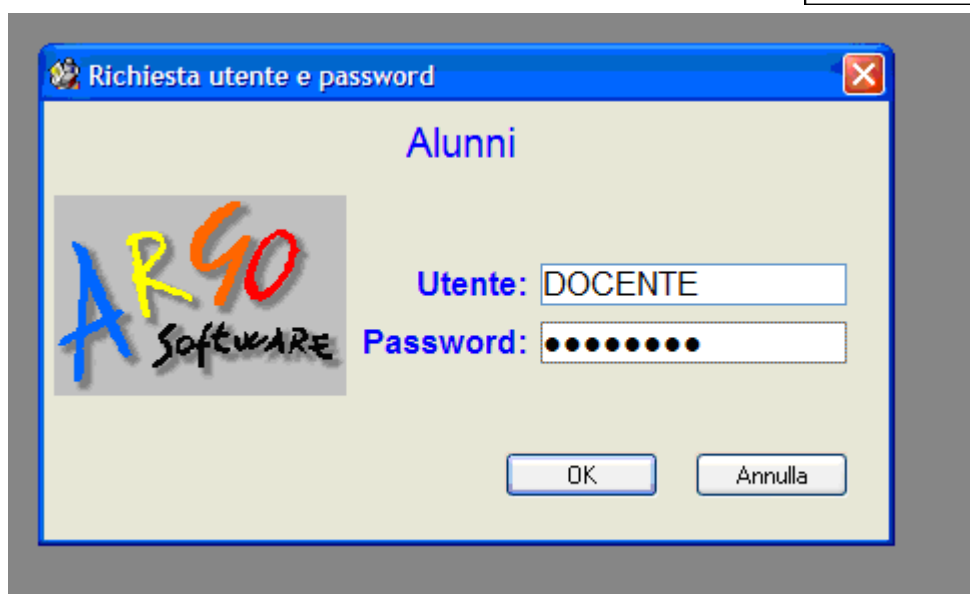 Richiesta utente e password
Alunni
ARGO
Software
Utente: DOCENTE
Password: ●●●●●●●●
OK Annulla